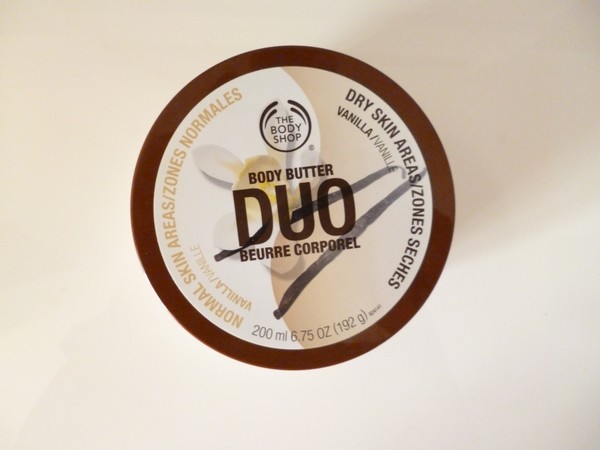 THE
BODY
SHOP
®
BODY BUTTER
DUO
BEURRE CORPOREL
NORMAL SKIN AREAS/ZONES NORMALES
VANILLA/VANILLE
DRY SKIN AREAS/ZONES SECHES
VANILLA/VANILLE
200 ml 6.75 OZ (192 g)